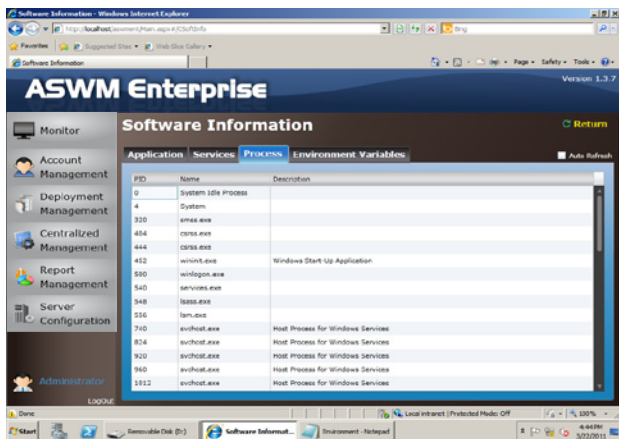 Software Information - Windows Internet Explorer
Bing
Favorites Suggested Sites Web Slice Gallery
Software Information
Page Safety Tools
ASWM Enterprise
Version 1.3.7
Monitor
Account
Management
Deployment
Management
Centralized
Management
Report
Management
Server
Configuration
Administrator
LogOut
Software Information
Return
Application Services Process Environment Variables
Auto Refresh
PID Name Description
0 System Idle Process
4 System
320 smss.exe
404 csrss.exe
444 csrss.exe
452 wininit.exe Windows Start-Up Application
500 winlogon.exe
540 services.exe
548 lsass.exe
556 lsm.exe
740 svchost.exe Host Process for Windows Services
824 svchost.exe Host Process for Windows Services
920 svchost.exe Host Process for Windows Services
960 svchost.exe Host Process for Windows Services
1012 svchost.exe Host Process for Windows Services
Done
Local intranet | Protected Mode: Off
100%
Start
Removable Disk (D:)
Software Informat...
Environment - Notepad
4:44 PM
3/22/2011